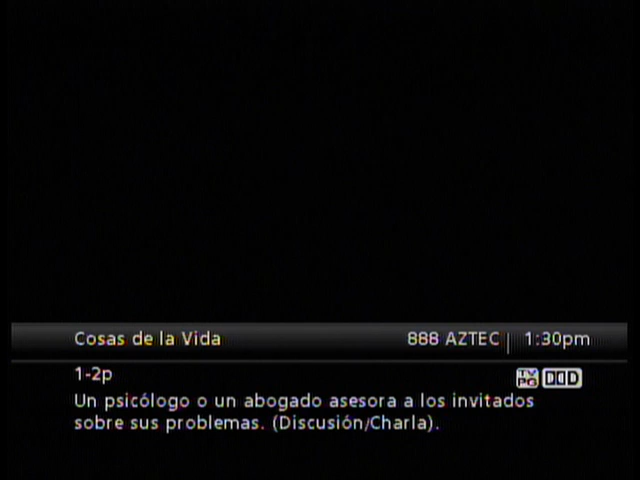 Cosas de la Vida 888 AZTEC 1:30pm
1-2p TV PG
Un psicólogo o un abogado asesora a los invitados
sobre sus problemas. (Discusión/Charla).